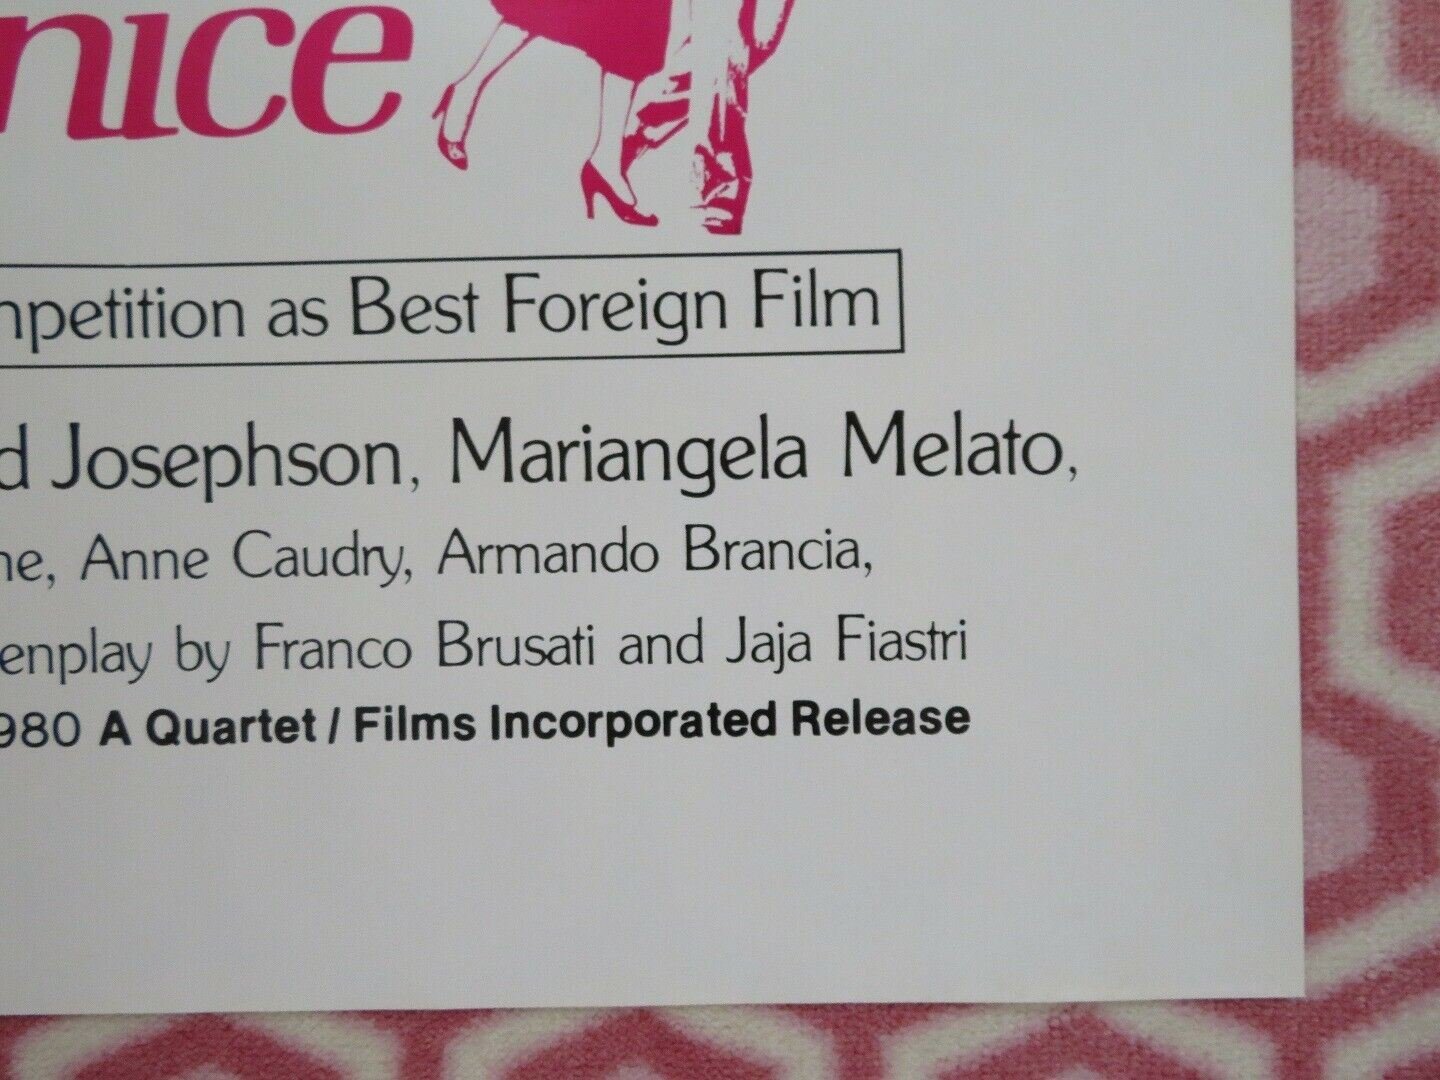 nice
mpetition as Best Foreign Film
d Josephson, Mariangela Melato,
ne, Anne Caudry, Armando Brancia,
enplay by Franco Brusati and Jaja Fiastri
980 A Quartet / Films Incorporated Release